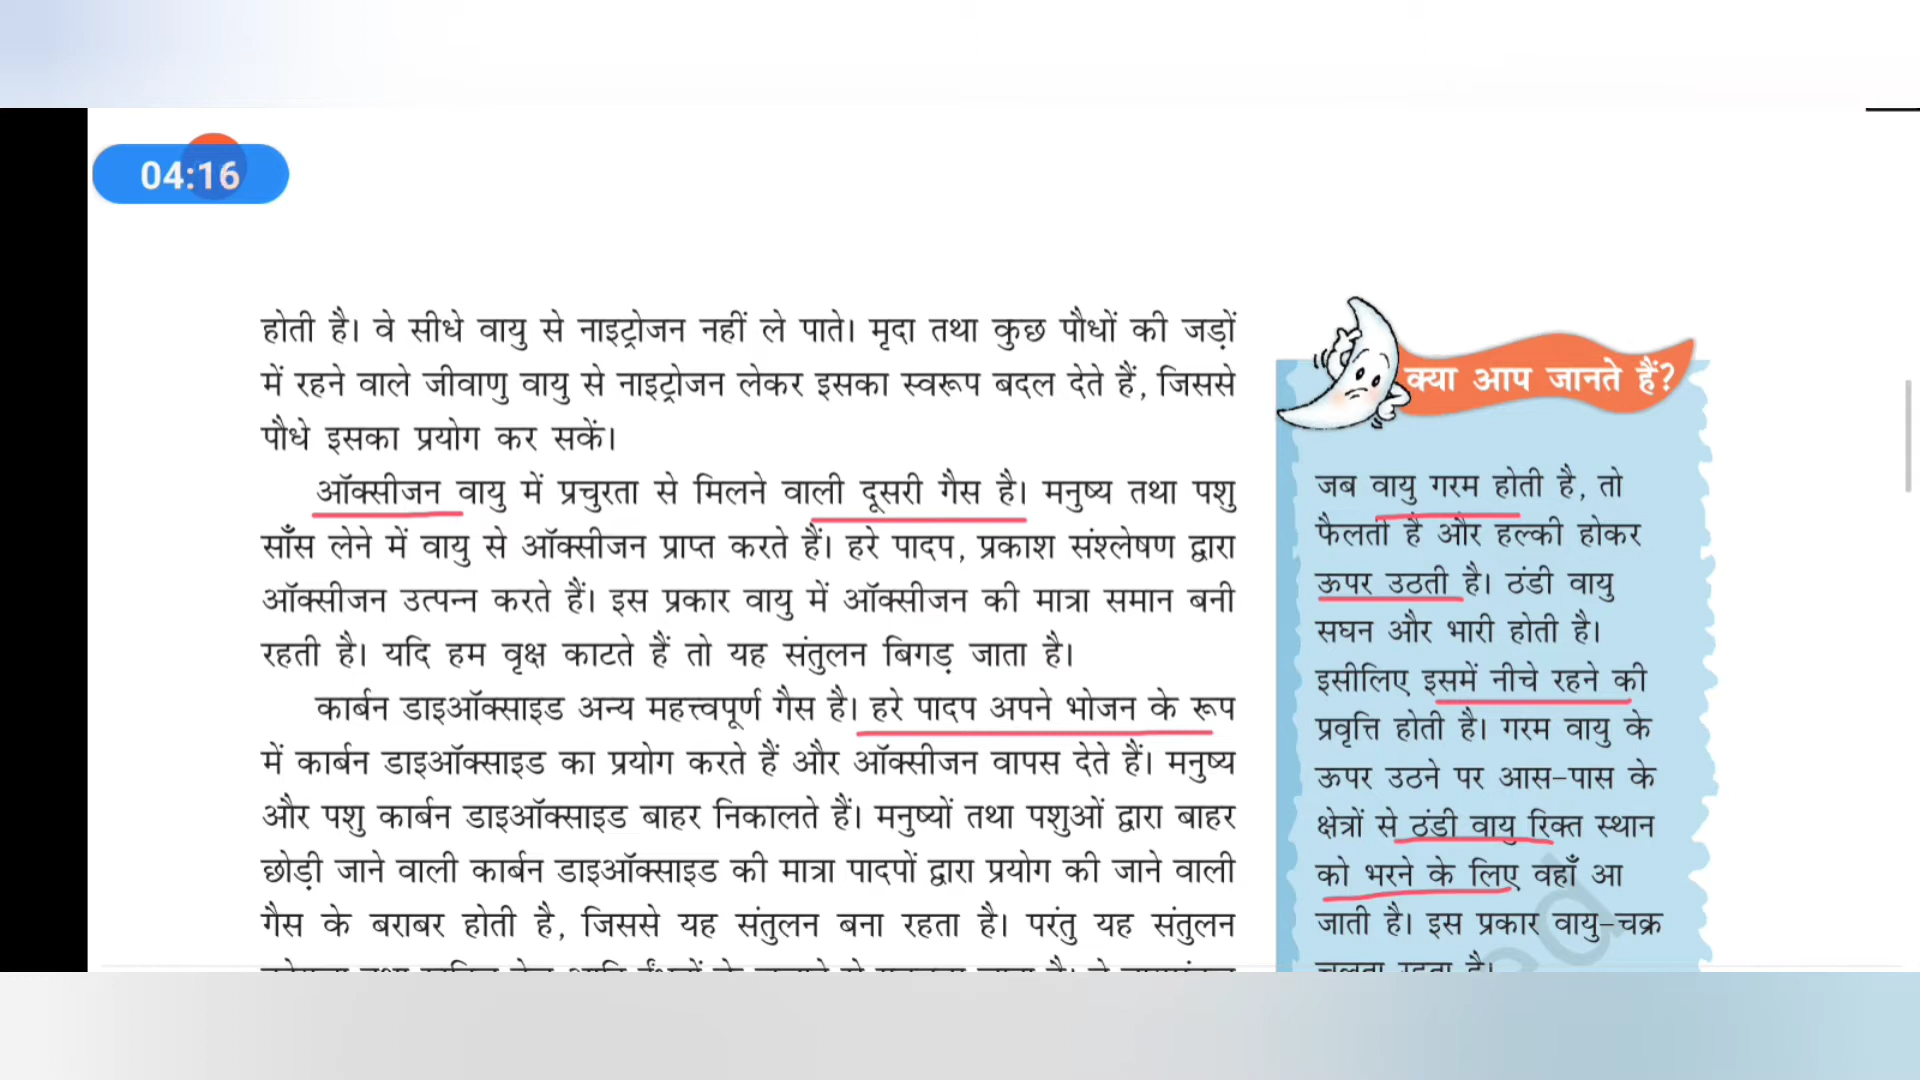 04:16
होती है। वे सीधे वायु से नाइट्रोजन नहीं ले पाते। मृदा तथा कुछ पौधों की जड़ों
में रहने वाले जीवाणु वायु से नाइट्रोजन लेकर इसका स्वरूप बदल देते हैं, जिससे
पौधे इसका प्रयोग कर सकें।
ऑक्सीजन वायु में प्रचुरता से मिलने वाली दूसरी गैस है। मनुष्य तथा पशु
साँस लेने में वायु से ऑक्सीजन प्राप्त करते हैं। हरे पादप, प्रकाश संश्लेषण द्वारा
ऑक्सीजन उत्पन्न करते हैं। इस प्रकार वायु में ऑक्सीजन की मात्रा समान बनी
रहती है। यदि हम वृक्ष काटते हैं तो यह संतुलन बिगड़ जाता है।
कार्बन डाइऑक्साइड अन्य महत्त्वपूर्ण गैस है। हरे पादप अपने भोजन के रूप
में कार्बन डाइऑक्साइड का प्रयोग करते हैं और ऑक्सीजन वापस देते हैं। मनुष्य
और पशु कार्बन डाइऑक्साइड बाहर निकालते हैं। मनुष्यों तथा पशुओं द्वारा बाहर
छोड़ी जाने वाली कार्बन डाइऑक्साइड की मात्रा पादपों द्वारा प्रयोग की जाने वाली
गैस के बराबर होती है, जिससे यह संतुलन बना रहता है। परंतु यह संतुलन
क्या आप जानते हैं?
जब वायु गरम होती है, तो
फैलती है और हल्की होकर
ऊपर उठती है। ठंडी वायु
सघन और भारी होती है।
इसीलिए इसमें नीचे रहने की
प्रवृत्ति होती है। गरम वायु के
ऊपर उठने पर आस-पास के
क्षेत्रों से ठंडी वायु रिक्त स्थान
को भरने के लिए वहाँ आ
जाती है। इस प्रकार वायु-चक्र
चलता रहता है।